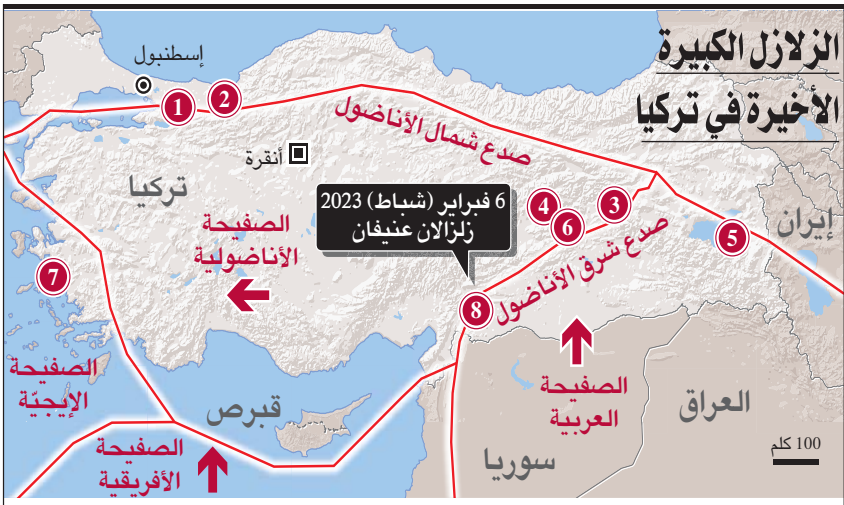 الزلازل الكبيرة
الأخيرة في تركيا
إسطنبول
1
2
صدع شمال الأناضول
أنقرة
تركيا
6 فبراير (شباط) 2023
زلزالان عنيفان
4
3
6
5
إيران
الصفيحة
الأناضولية
صدع شرق الأناضول
7
8
الصفيحة
الإيجيّة
الصفيحة
العربية
العراق
قبرص
الصفيحة
الأفريقية
سوريا
100 كلم